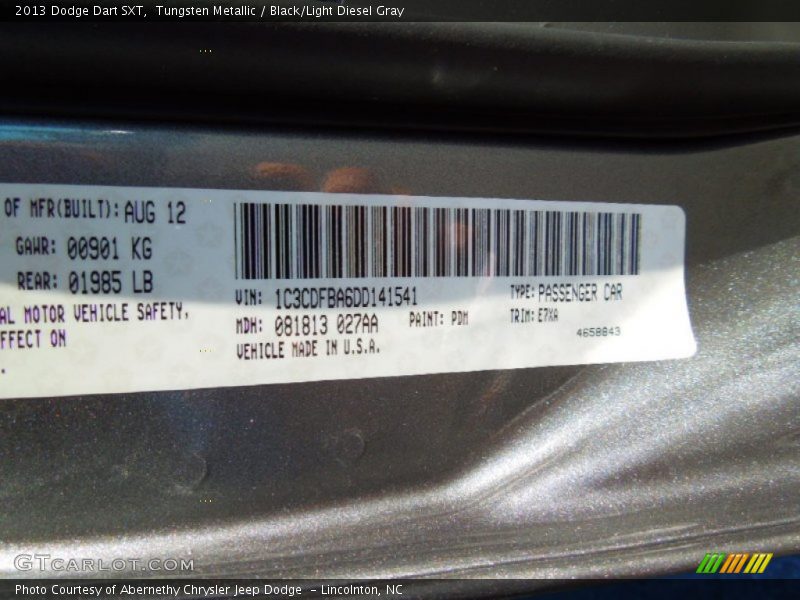 2013 Dodge Dart SXT,  Tungsten Metallic / Black/Light Diesel Gray
OF MFR(BUILT): AUG 12
GAWR: 00901 KG
REAR: 01985 LB
AL MOTOR VEHICLE SAFETY,
FFECT ON
.
VIN: 1C3CDFBA6DD141541
TYPE: PASSENGER CAR
MDH: 081813 027AA
PAINT: PDM
TRIM: E7XA
VEHICLE MADE IN U.S.A.
4658843
GTCARLOT.COM
Photo Courtesy of Abernethy Chrysler Jeep Dodge  - Lincolnton, NC